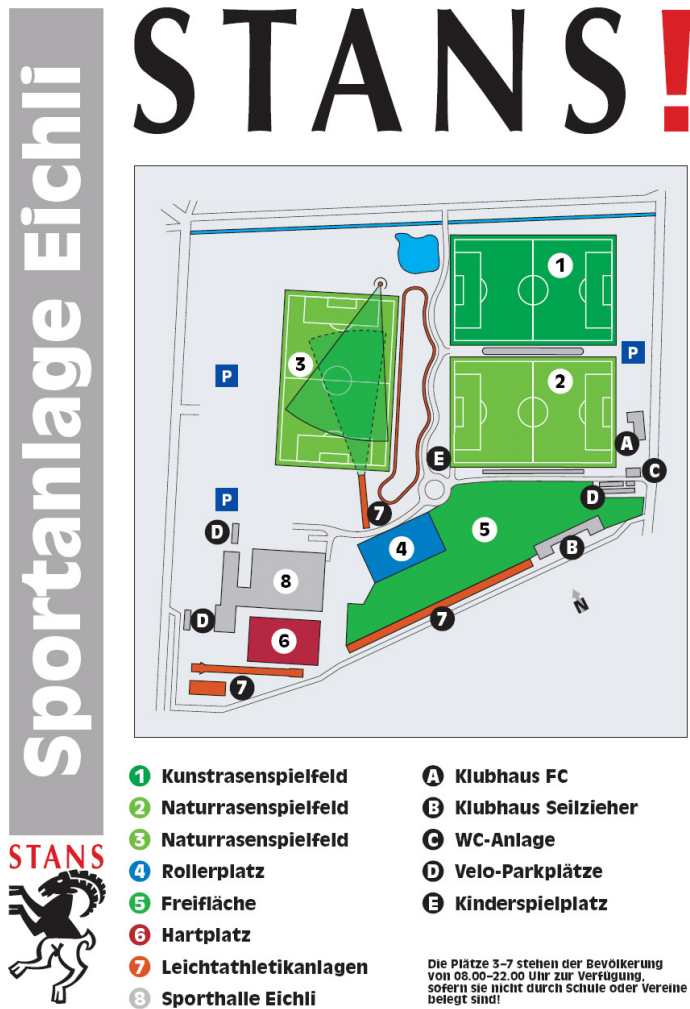 STANS!
Sportanlage Eichli
1
P
3
2
P
A
E
C
P
D
7
D
5
4
B
8
N
D
7
6
7
1 Kunstrasenspielfeld
2 Naturrasenspielfeld
3 Naturrasenspielfeld
4 Rollerplatz
5 Freifläche
6 Hartplatz
7 Leichtathletikanlagen
8 Sporthalle Eichli
A Klubhaus FC
B Klubhaus Seilzieher
C WC-Anlage
D Velo-Parkplätze
E Kinderspielplatz
STANS
Die Plätze 3–7 stehen der Bevölkerung
von 08.00–22.00 Uhr zur Verfügung,
sofern sie nicht durch Schule oder Vereine
belegt sind!